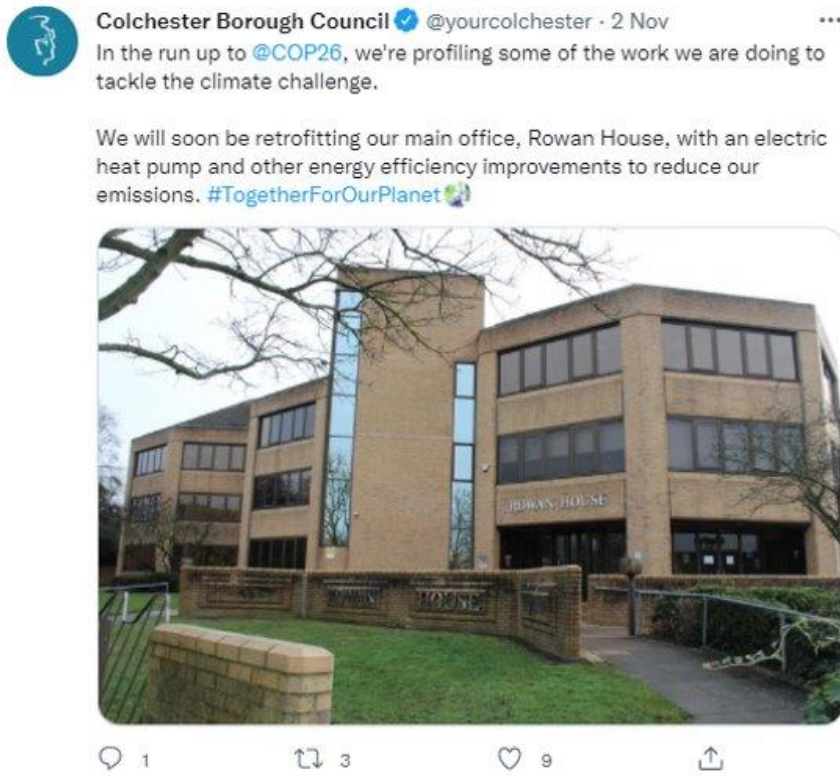 Colchester Borough Council @yourcolchester · 2 Nov
In the run up to @COP26, we're profiling some of the work we are doing to
tackle the climate challenge.
We will soon be retrofitting our main office, Rowan House, with an electric
heat pump and other energy efficiency improvements to reduce our
emissions. #TogetherForOurPlanet
ROWAN HOUSE
ROWAN HOUSE
1 3 9